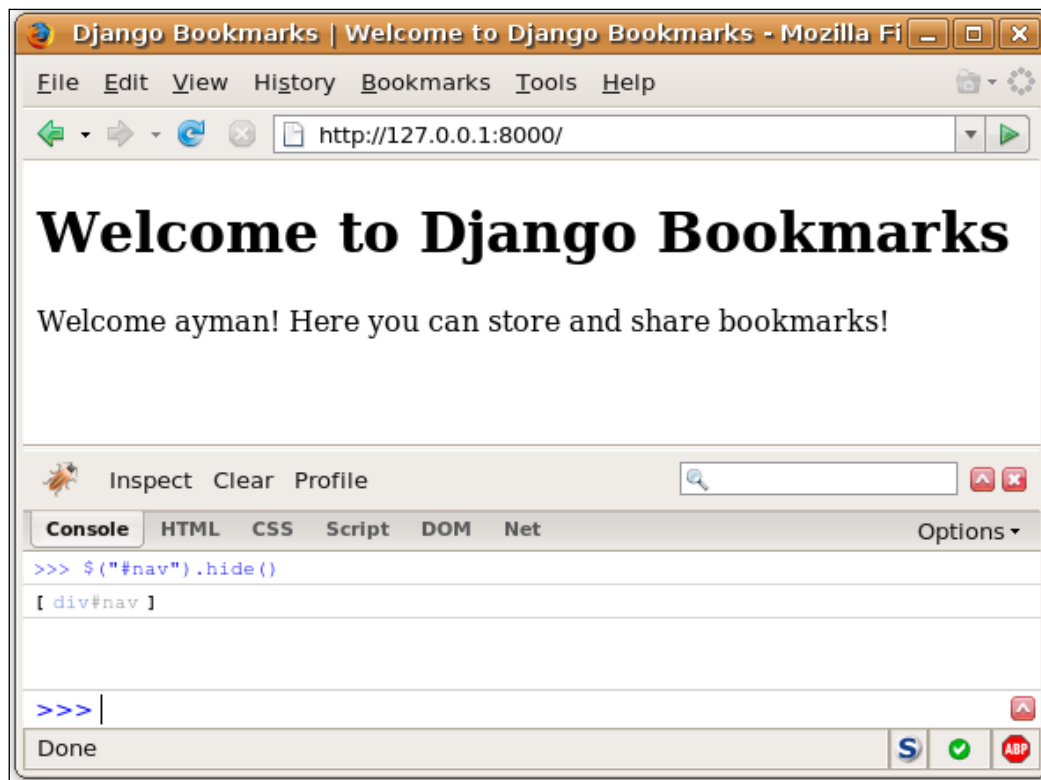 Django Bookmarks | Welcome to Django Bookmarks - Mozilla Fi
File Edit View History Bookmarks Tools Help
http://127.0.0.1:8000/
Welcome to Django Bookmarks
Welcome ayman! Here you can store and share bookmarks!
Inspect Clear Profile
Console HTML CSS Script DOM Net Options
>>> $("#nav").hide()
[ div#nav ]
>>>
Done S ABP